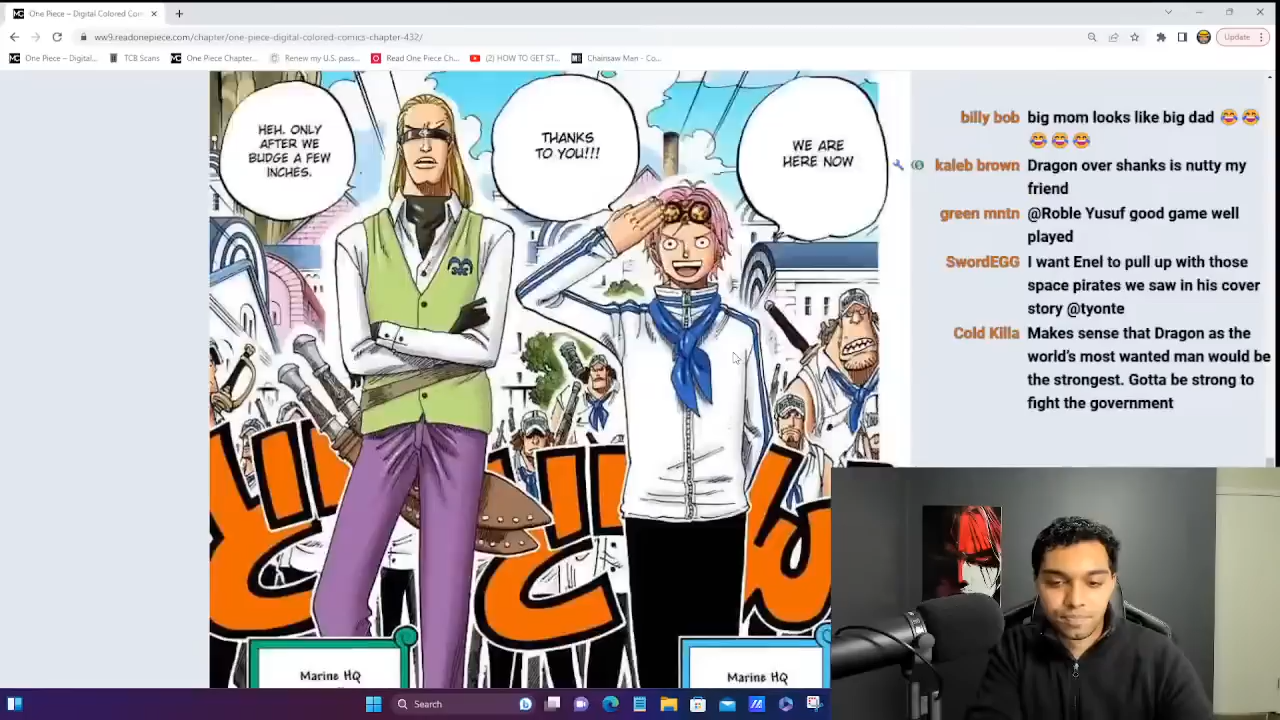 One Piece – Digital Colored Com
ww9.readonepiece.com/chapter/one-piece-digital-colored-comics-chapter-432/
Update
One Piece – Digital...
TCB Scans
One Piece Chapter...
Renew my U.S. pass...
Read One Piece Ch...
(2) HOW TO GET ST...
Chainsaw Man - Co...
HEH. ONLY
AFTER WE
BUDGE A FEW
INCHES.
THANKS
TO YOU!!!
WE ARE
HERE NOW
Marine HQ
Marine HQ
billy bob big mom looks like big dad 😂 😂
😂 😂 😂
kaleb brown Dragon over shanks is nutty my
friend
green mntn @Roble Yusuf good game well
played
SwordEGG I want Enel to pull up with those
space pirates we saw in his cover
story @tyonte
Cold Killa Makes sense that Dragon as the
world's most wanted man would be
the strongest. Gotta be strong to
fight the government
Search